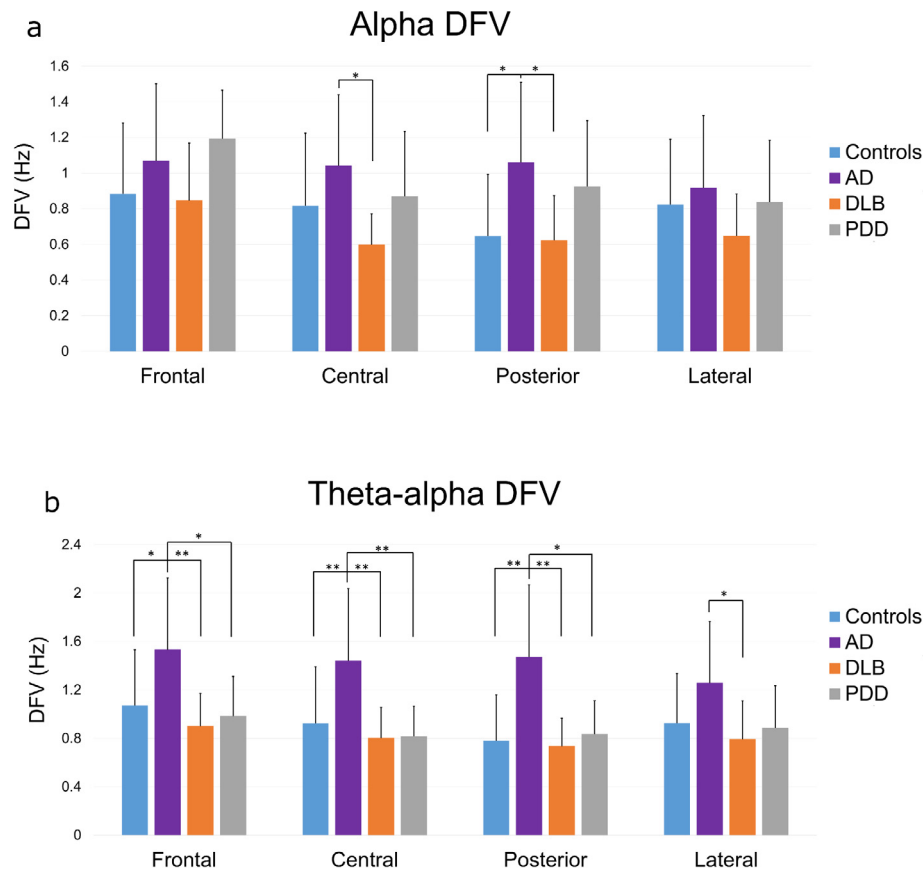 a
Alpha DFV
DFV (Hz)
1.6
1.4
1.2
1
0.8
0.6
0.4
0.2
0
*
* *
Frontal Central Posterior Lateral
Controls
AD
DLB
PDD
b
Theta-alpha DFV
DFV (Hz)
2.4
2
1.6
1.2
0.8
0.4
0
*
* **
**
** **
*
** **
*
Frontal Central Posterior Lateral
Controls
AD
DLB
PDD